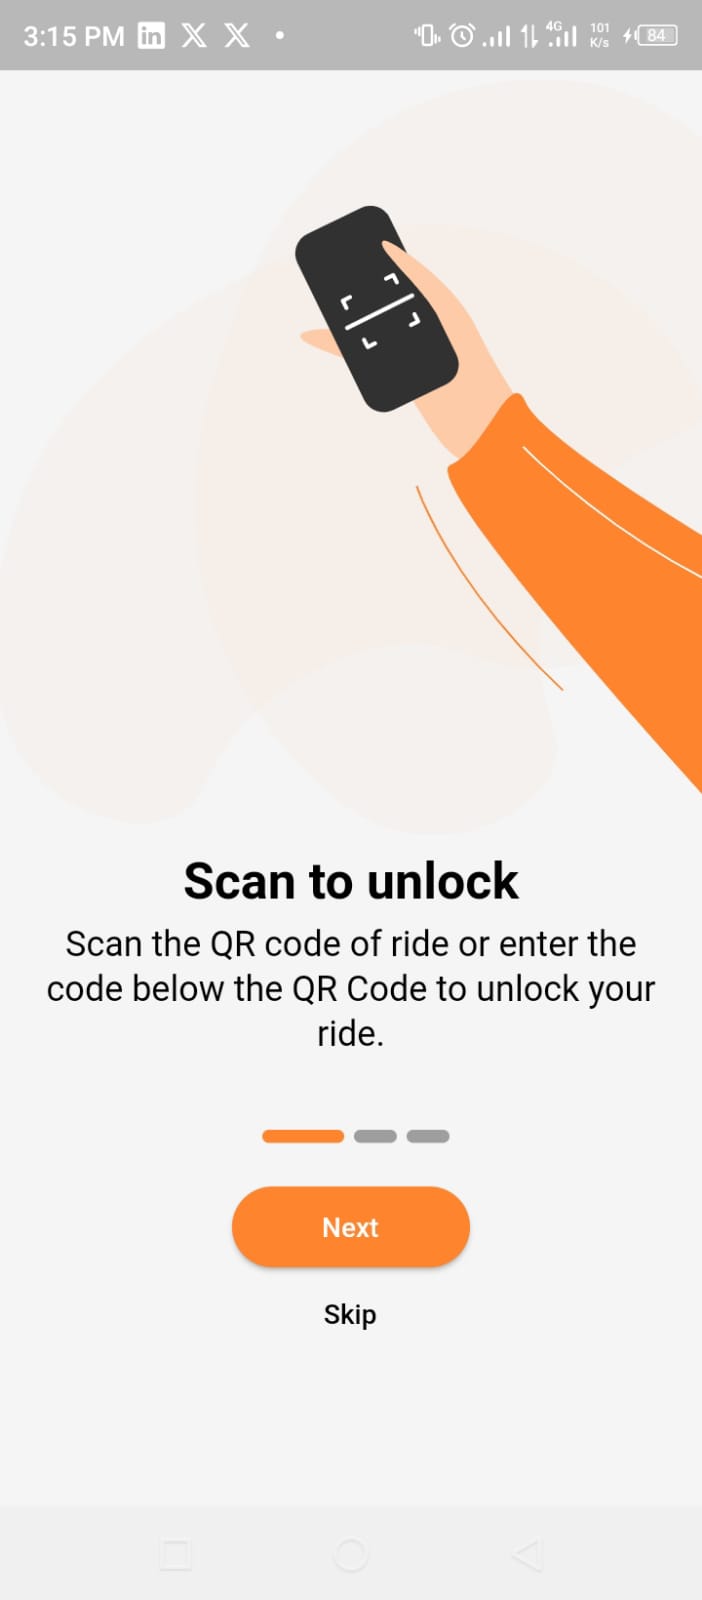 3:15 PM
4G
101
K/s
84
Scan to unlock
Scan the QR code of ride or enter the
code below the QR Code to unlock your
ride.
Next
Skip